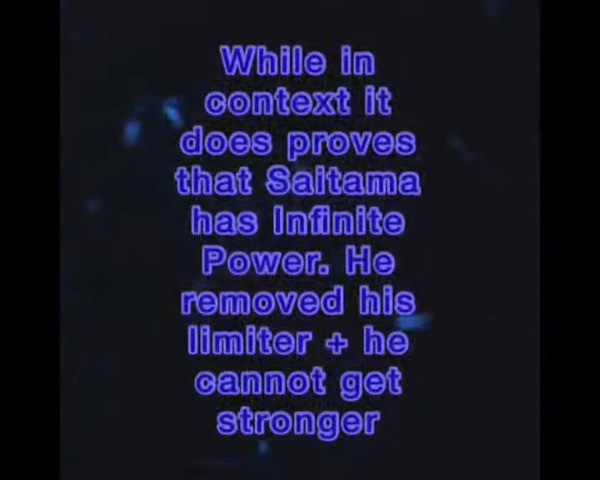 While in
context it
does proves
that Saitama
has Infinite
Power. He
removed his
limiter + he
cannot get
stronger